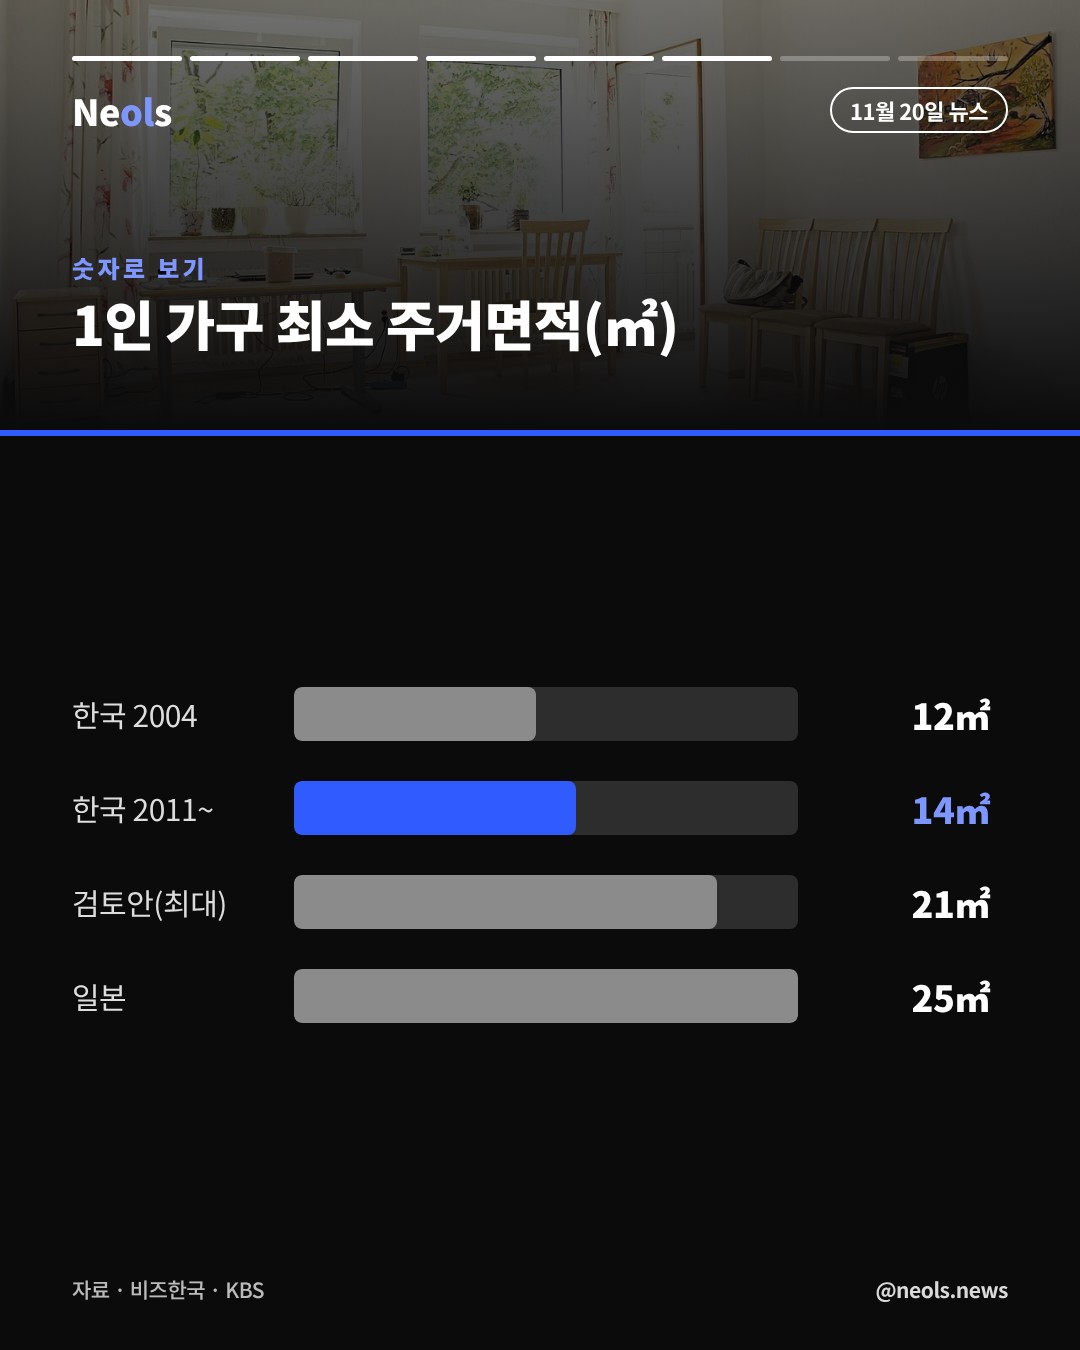 Neols
11월 20일 뉴스
숫자로 보기
1인 가구 최소 주거면적(㎡)
한국 2004
12㎡
한국 2011~
14㎡
검토안(최대)
21㎡
일본
25㎡
자료 · 비즈한국 · KBS
@neols.news